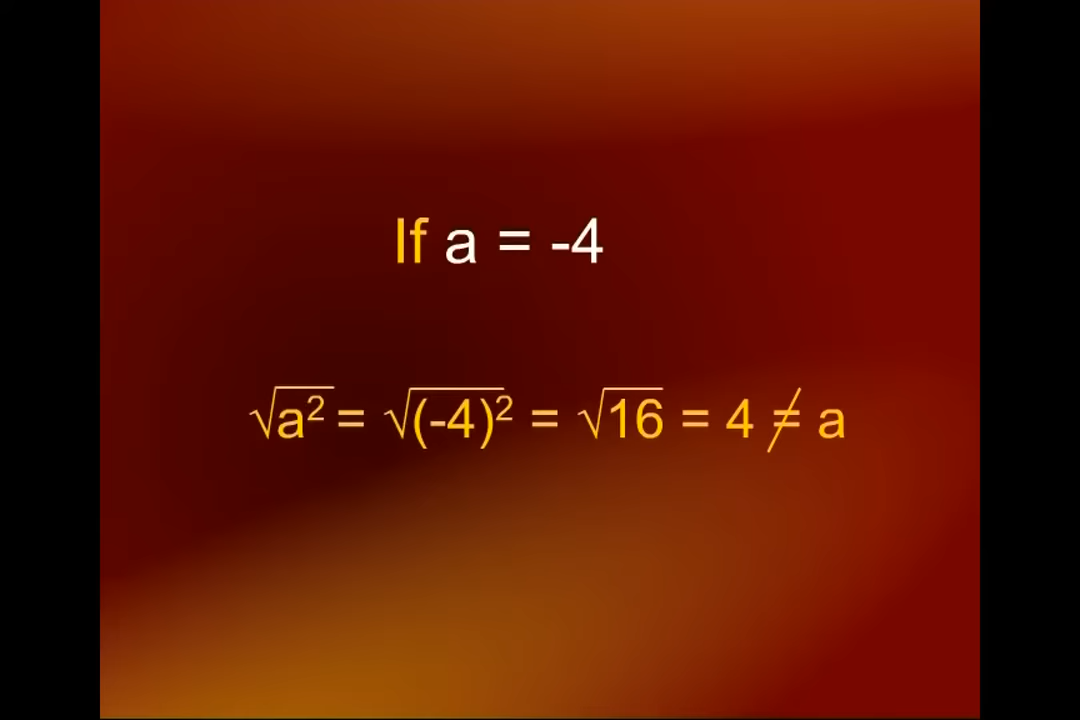 If a = -4
√a² = √(-4)² = √16 = 4 ≠ a